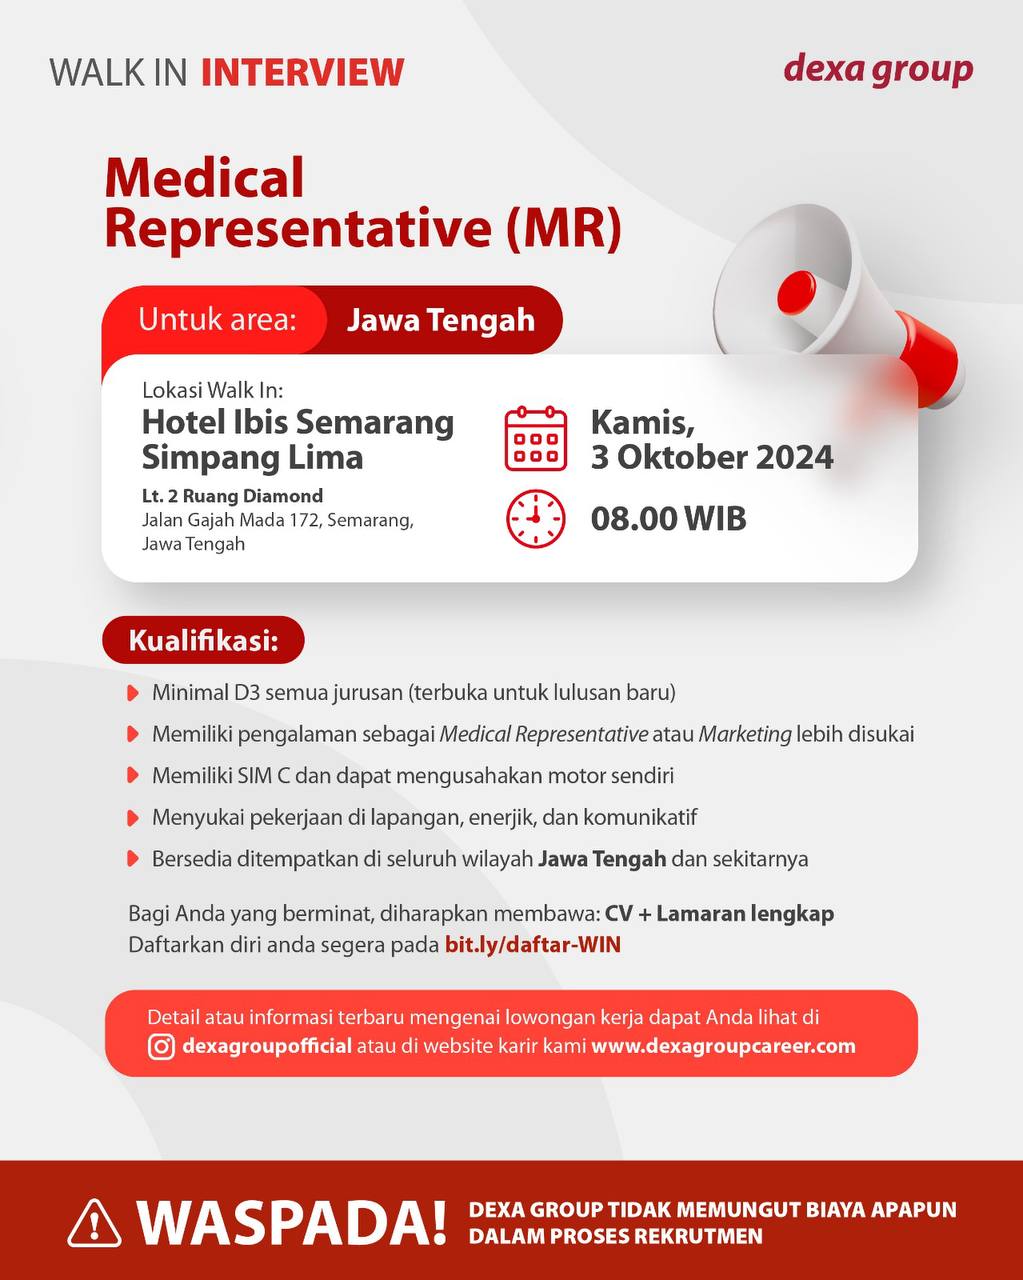 WALK IN INTERVIEW
dexa group
Medical
Representative (MR)
Untuk area: Jawa Tengah
Lokasi Walk In:
Hotel Ibis Semarang
Simpang Lima
Lt. 2 Ruang Diamond
Jalan Gajah Mada 172, Semarang,
Jawa Tengah
Kamis,
3 Oktober 2024
08.00 WIB
Kualifikasi:
Minimal D3 semua jurusan (terbuka untuk lulusan baru)
Memiliki pengalaman sebagai Medical Representative atau Marketing lebih disukai
Memiliki SIM C dan dapat mengusahakan motor sendiri
Menyukai pekerjaan di lapangan, enerjik, dan komunikatif
Bersedia ditempatkan di seluruh wilayah Jawa Tengah dan sekitarnya
Bagi Anda yang berminat, diharapkan membawa: CV + Lamaran lengkap
Daftarkan diri anda segera pada bit.ly/daftar-WIN
Detail atau informasi terbaru mengenai lowongan kerja dapat Anda lihat di
dexagroupofficial atau di website karir kami www.dexagroupcareer.com
WASPADA!
DEXA GROUP TIDAK MEMUNGUT BIAYA APAPUN
DALAM PROSES REKRUTMEN